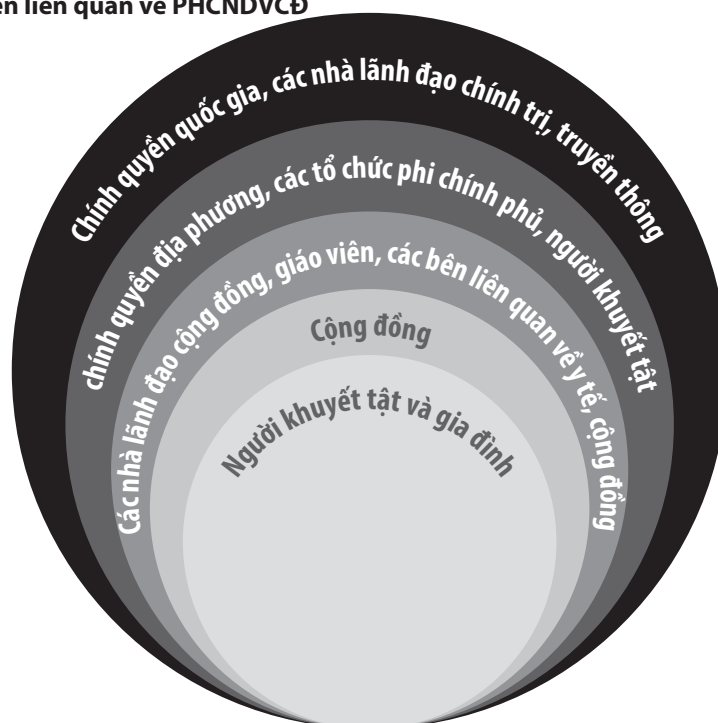 ên liên quan về PHCNDVCĐ
Chính quyền quốc gia, các nhà lãnh đạo chính trị, truyền thông
chính quyền địa phương, các tổ chức phi chính phủ, người khuyết tật
Các nhà lãnh đạo cộng đồng, giáo viên, các bên liên quan về y tế, cộng đồng
Cộng đồng
Người khuyết tật và gia đình